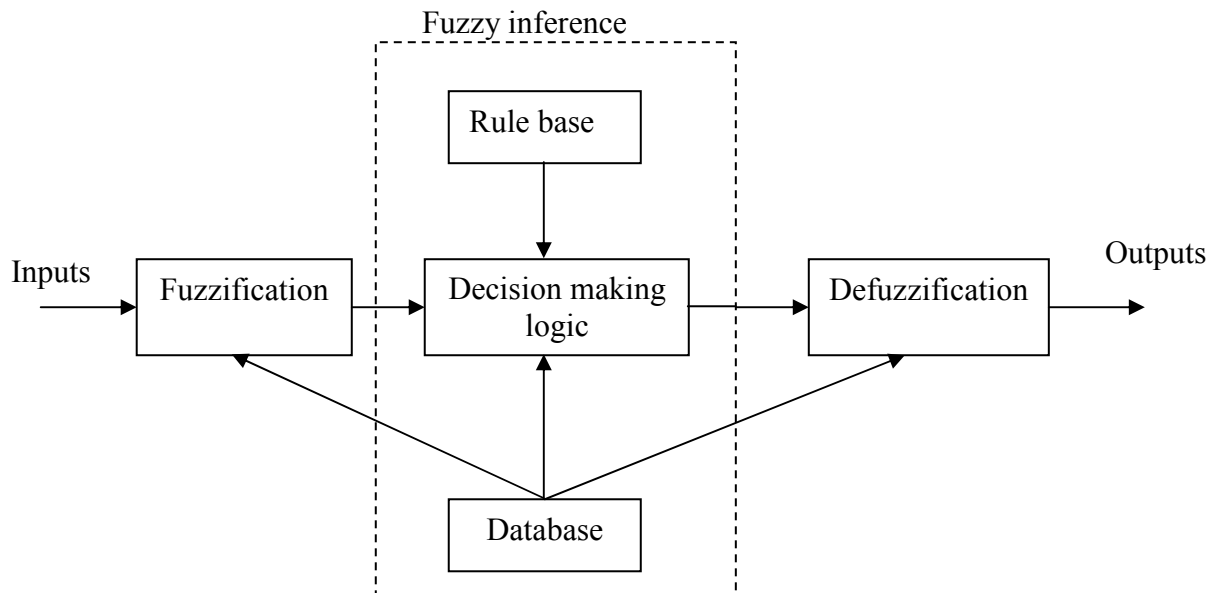 Fuzzy inference
Rule base
Inputs
Fuzzification
Decision making
logic
Defuzzification
Outputs
Database